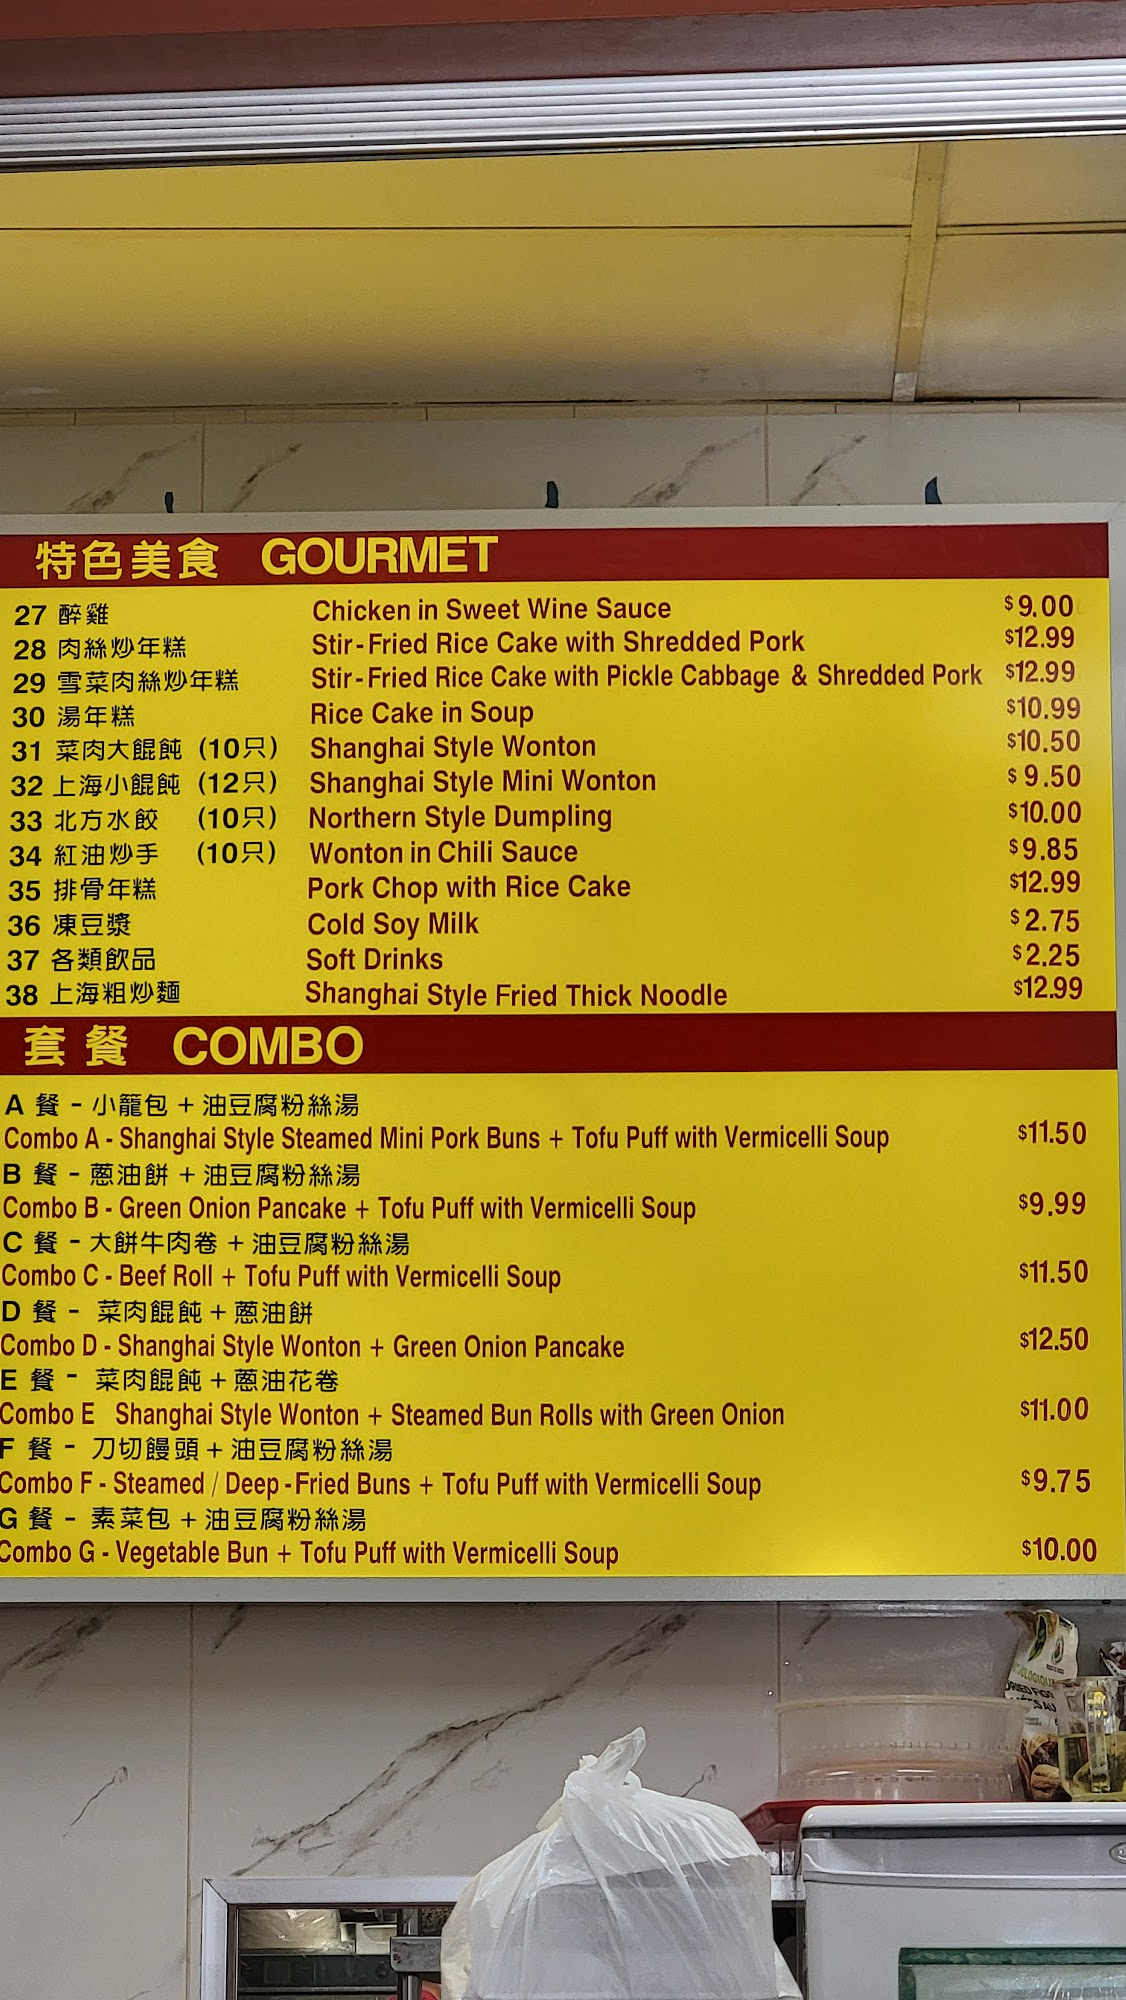 特色美食 GOURMET
27 醉雞 Chicken in Sweet Wine Sauce $9.00
28 肉絲炒年糕 Stir-Fried Rice Cake with Shredded Pork $12.99
29 雪菜肉絲炒年糕 Stir-Fried Rice Cake with Pickle Cabbage & Shredded Pork $12.99
30 湯年糕 Rice Cake in Soup $10.99
31 菜肉大餛飩 (10只) Shanghai Style Wonton $10.50
32 上海小餛飩 (12只) Shanghai Style Mini Wonton $9.50
33 北方水餃 (10只) Northern Style Dumpling $10.00
34 紅油炒手 (10只) Wonton in Chili Sauce $9.85
35 排骨年糕 Pork Chop with Rice Cake $12.99
36 凍豆漿 Cold Soy Milk $2.75
37 各類飲品 Soft Drinks $2.25
38 上海粗炒麵 Shanghai Style Fried Thick Noodle $12.99
套餐 COMBO
A 餐 - 小籠包 + 油豆腐粉絲湯
Combo A - Shanghai Style Steamed Mini Pork Buns + Tofu Puff with Vermicelli Soup $11.50
B 餐 - 蔥油餅 + 油豆腐粉絲湯
Combo B - Green Onion Pancake + Tofu Puff with Vermicelli Soup $9.99
C 餐 - 大餅牛肉卷 + 油豆腐粉絲湯
Combo C - Beef Roll + Tofu Puff with Vermicelli Soup $11.50
D 餐 - 菜肉餛飩 + 蔥油餅
Combo D - Shanghai Style Wonton + Green Onion Pancake $12.50
E 餐 - 菜肉餛飩 + 蔥油花卷
Combo E Shanghai Style Wonton + Steamed Bun Rolls with Green Onion $11.00
F 餐 - 刀切饅頭 + 油豆腐粉絲湯
Combo F - Steamed / Deep-Fried Buns + Tofu Puff with Vermicelli Soup $9.75
G 餐 - 素菜包 + 油豆腐粉絲湯
Combo G - Vegetable Bun + Tofu Puff with Vermicelli Soup $10.00